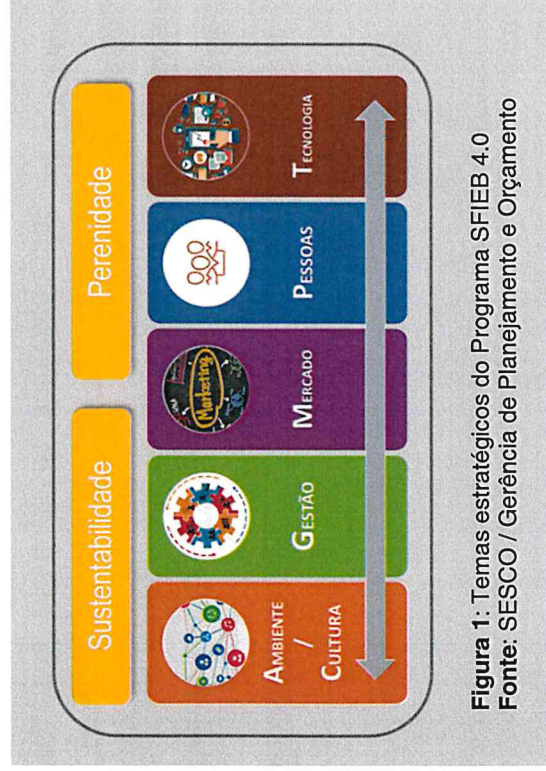 Sustentabilidade
Perenidade
AMBIENTE
/
CULTURA
GESTÃO
Marketing
MERCADO
PESSOAS
TECNOLOGIA
Figura 1: Temas estratégicos do Programa SFIEB 4.0
Fonte: SESCO / Gerência de Planejamento e Orçamento